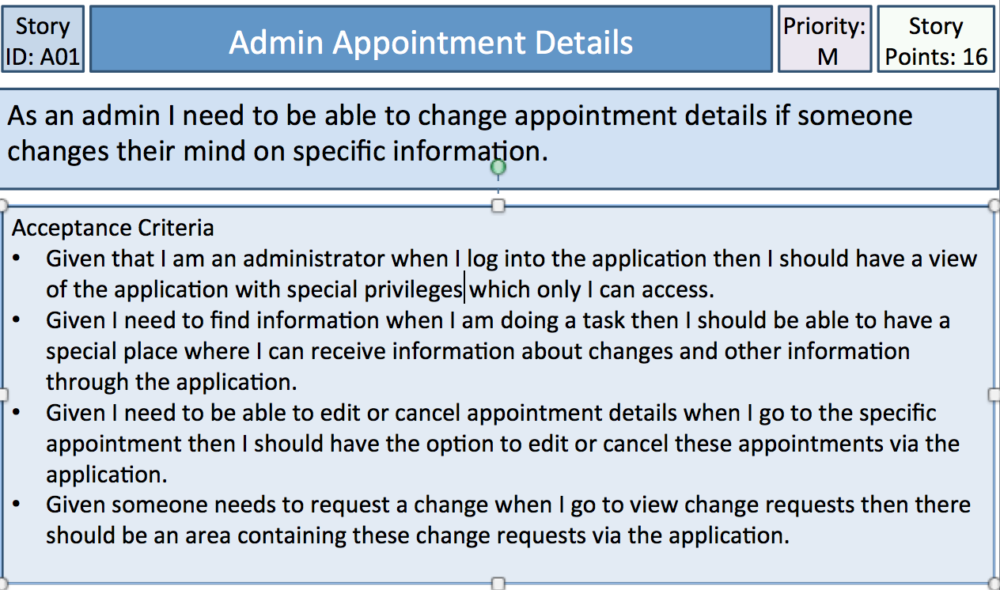 Story
ID: A01
Admin Appointment Details
Priority:
M
Story
Points: 16
As an admin I need to be able to change appointment details if someone
changes their mind on specific information.
Acceptance Criteria
• Given that I am an administrator when I log into the application then I should have a view
of the application with special privileges which only I can access.
• Given I need to find information when I am doing a task then I should be able to have a
special place where I can receive information about changes and other information
through the application.
• Given I need to be able to edit or cancel appointment details when I go to the specific
appointment then I should have the option to edit or cancel these appointments via the
application.
• Given someone needs to request a change when I go to view change requests then there
should be an area containing these change requests via the application.